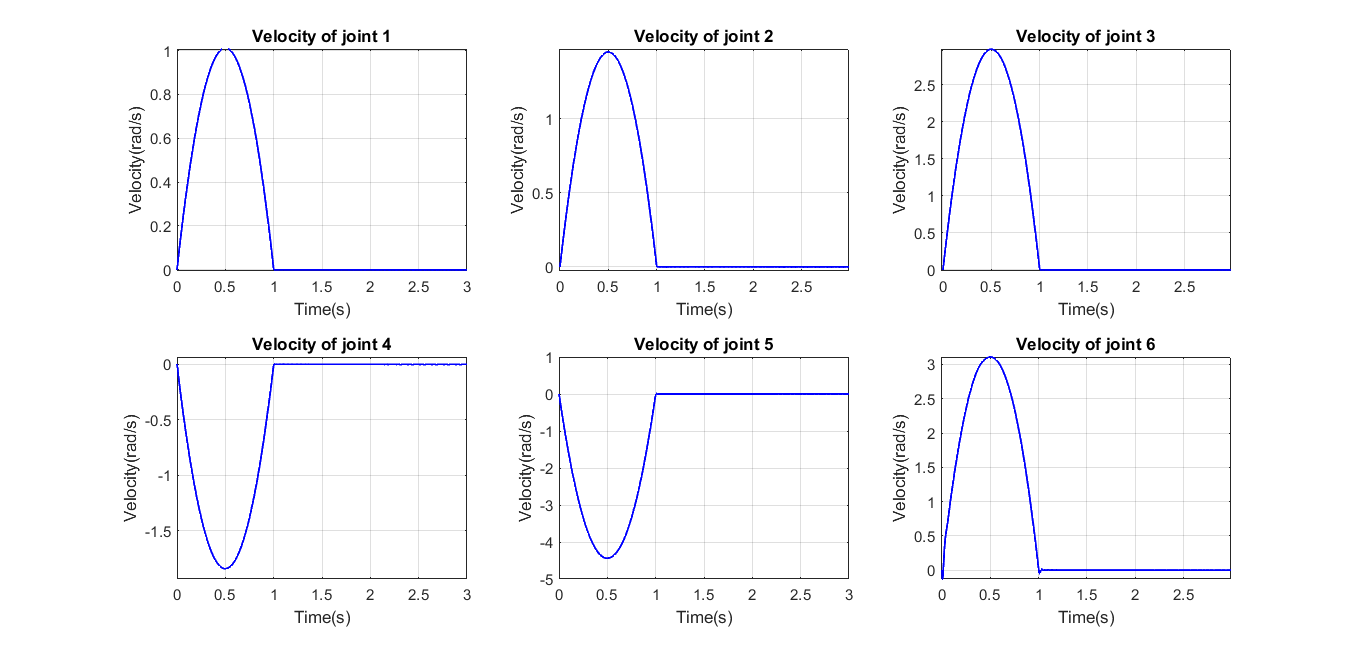 Velocity of joint 1
1
0.8
0.6
0.4
0.2
0
Velocity(rad/s)
0 0.5 1 1.5 2 2.5 3
Time(s)
Velocity of joint 2
1
0.5
0
Velocity(rad/s)
0 0.5 1 1.5 2 2.5
Time(s)
Velocity of joint 3
2.5
2
1.5
1
0.5
0
Velocity(rad/s)
0 0.5 1 1.5 2 2.5
Time(s)
Velocity of joint 4
0
-0.5
-1
-1.5
Velocity(rad/s)
0 0.5 1 1.5 2 2.5 3
Time(s)
Velocity of joint 5
1
0
-1
-2
-3
-4
-5
Velocity(rad/s)
0 0.5 1 1.5 2 2.5 3
Time(s)
Velocity of joint 6
3
2.5
2
1.5
1
0.5
0
Velocity(rad/s)
0 0.5 1 1.5 2 2.5
Time(s)